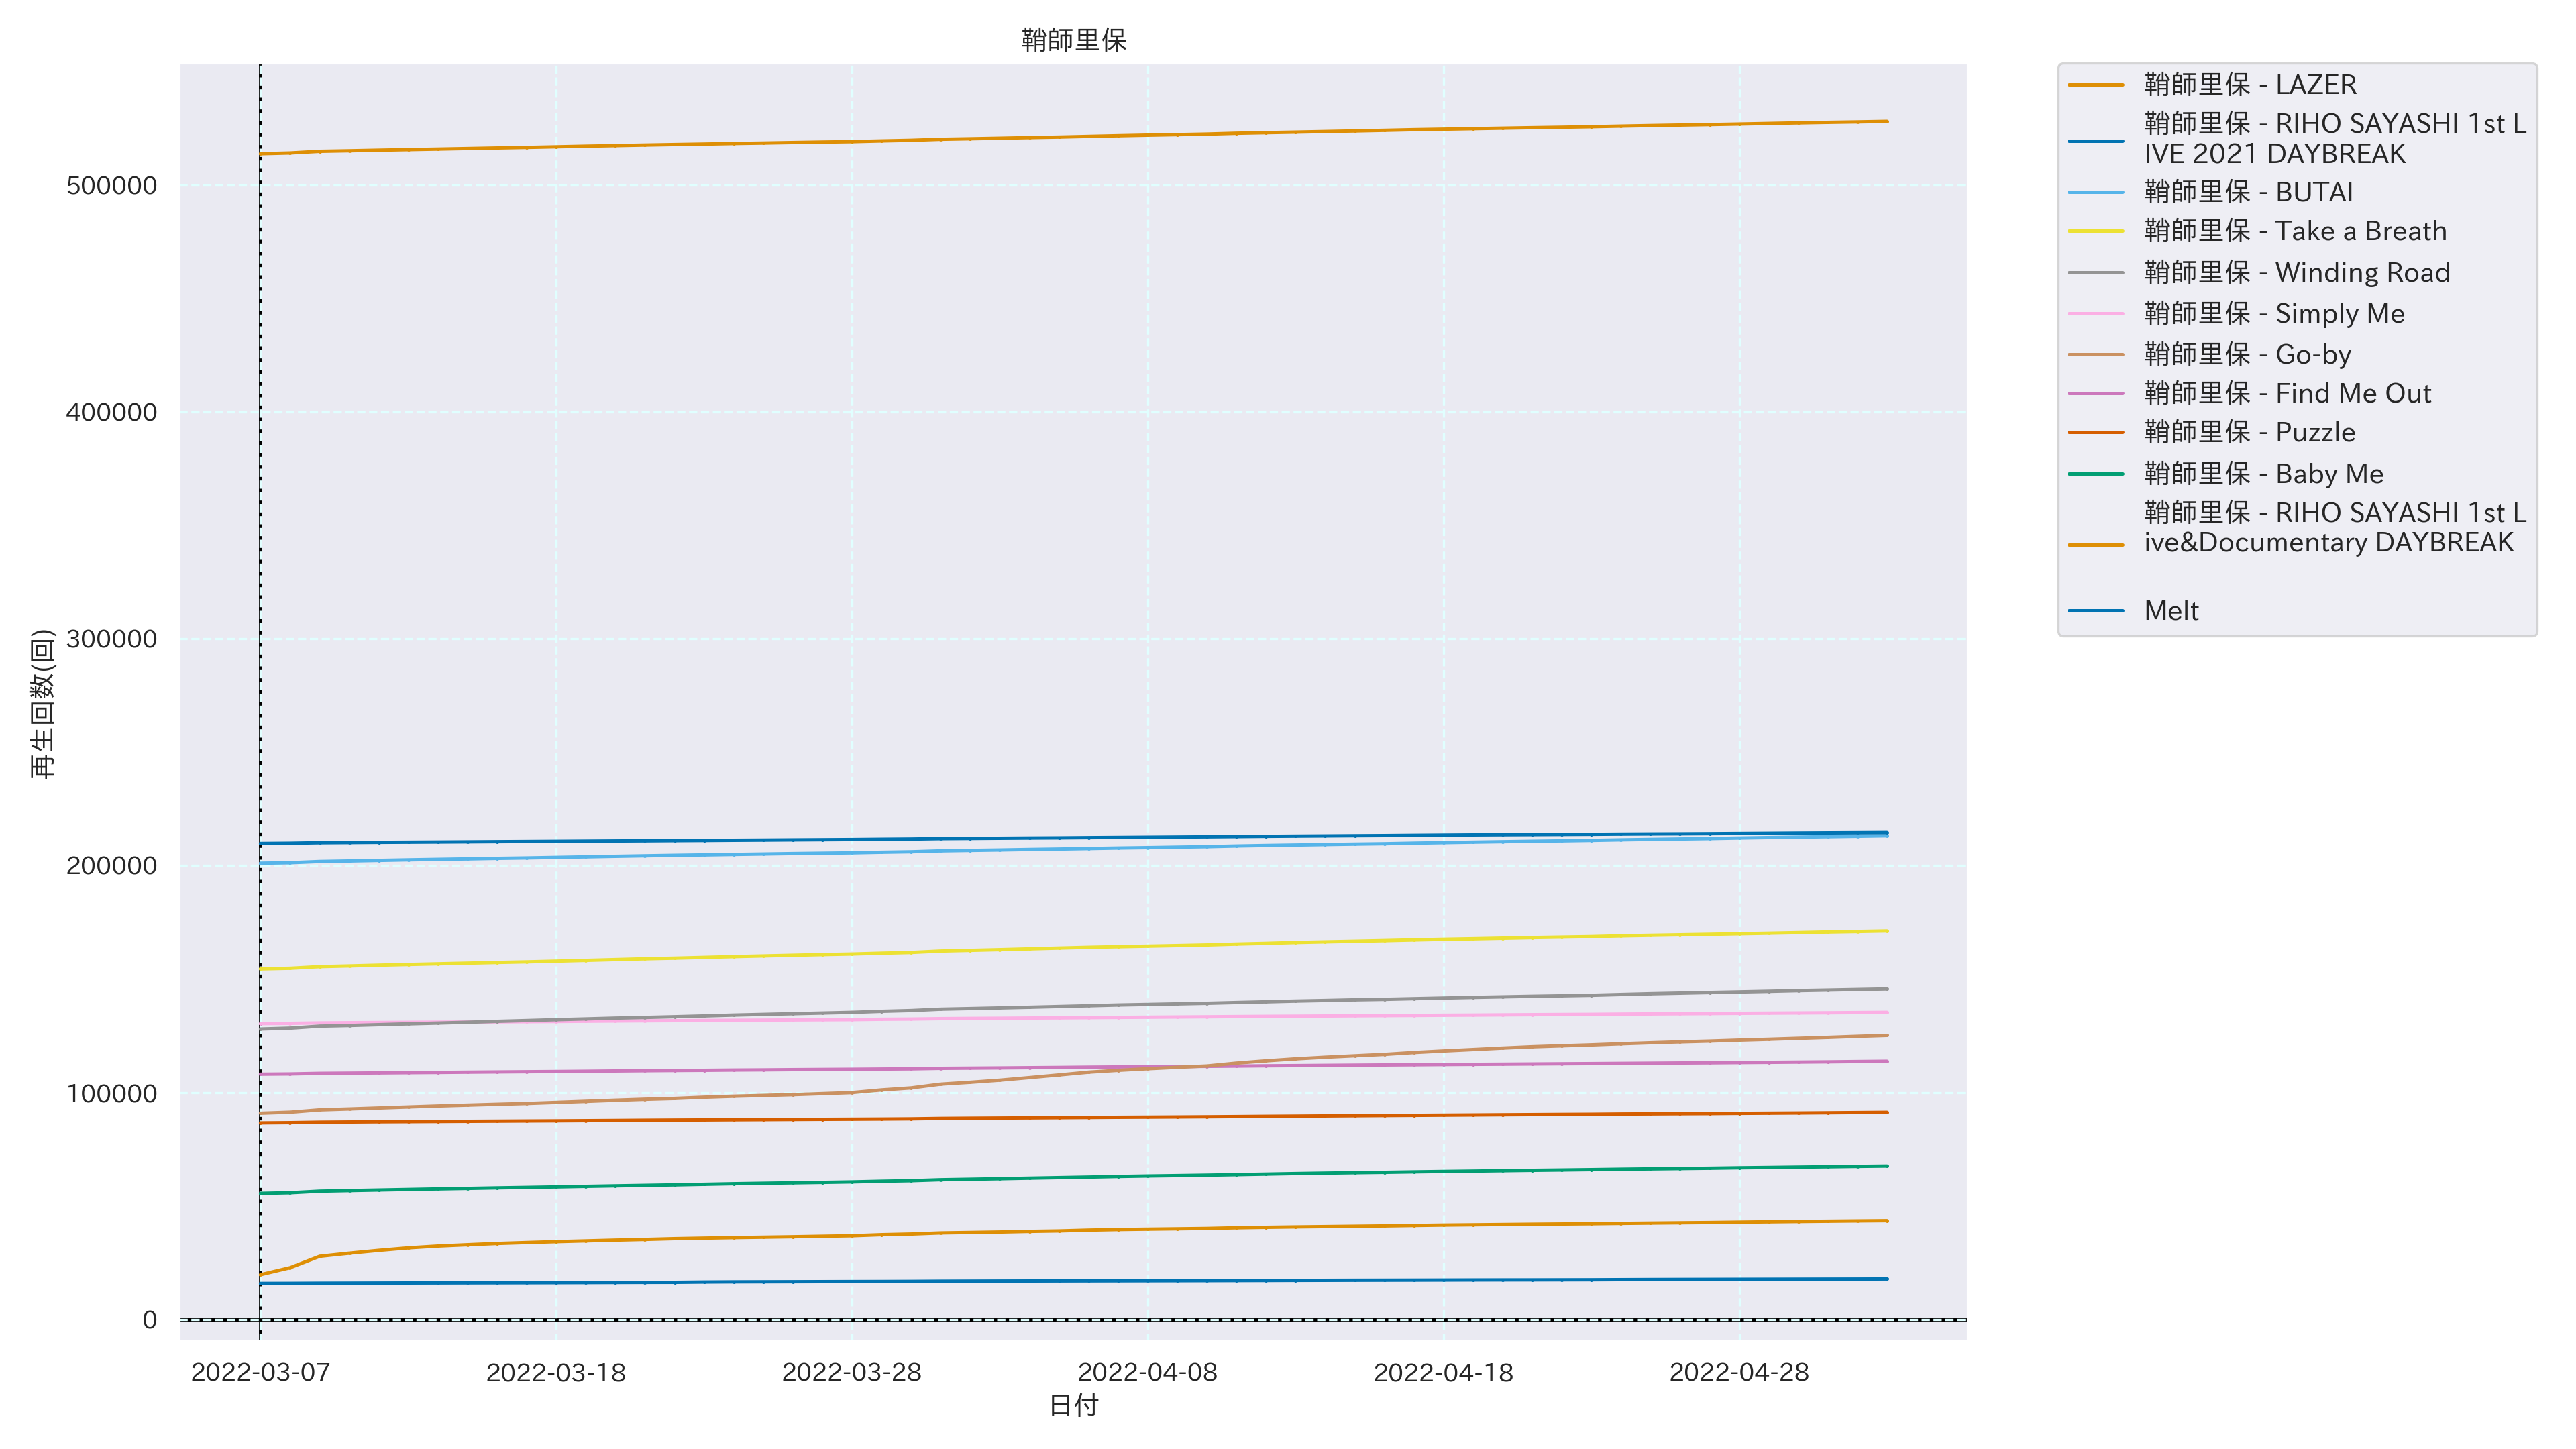 鞘師里保
500000
400000
300000
200000
100000
0
再生回数(回)
2022-03-07
2022-03-18
2022-03-28
2022-04-08
2022-04-18
2022-04-28
日付
鞘師里保 - LAZER
鞘師里保 - RIHO SAYASHI 1st L
IVE 2021 DAYBREAK
鞘師里保 - BUTAI
鞘師里保 - Take a Breath
鞘師里保 - Winding Road
鞘師里保 - Simply Me
鞘師里保 - Go-by
鞘師里保 - Find Me Out
鞘師里保 - Puzzle
鞘師里保 - Baby Me
鞘師里保 - RIHO SAYASHI 1st L
ive&Documentary DAYBREAK
Melt